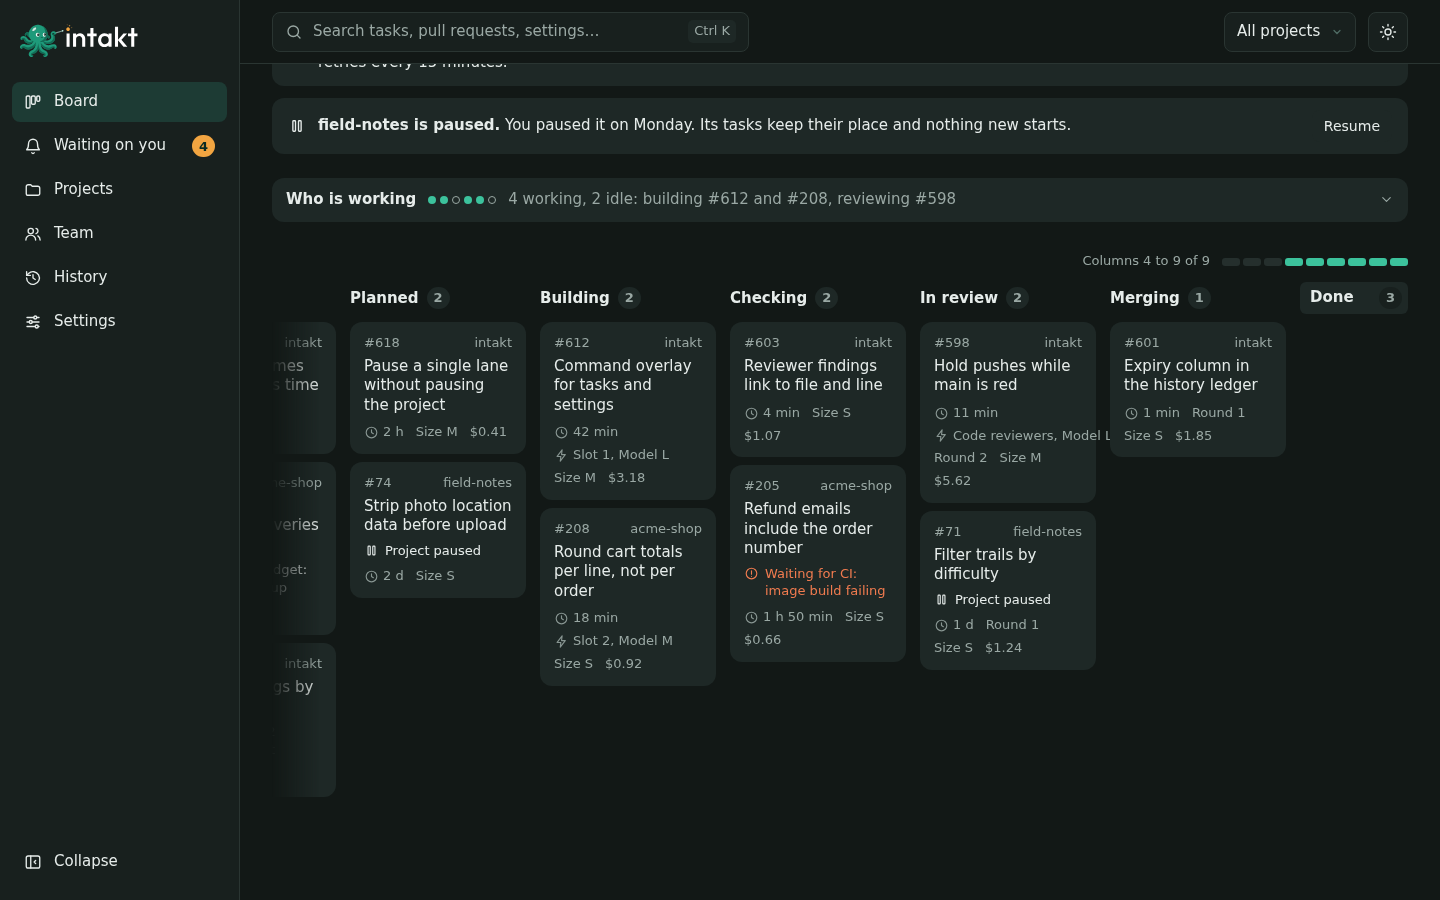 intakt
Search tasks, pull requests, settings...
Ctrl K
All projects
Board
Waiting on you 4
Projects
Team
History
Settings
Collapse
retries every 15 minutes.
field-notes is paused. You paused it on Monday. Its tasks keep their place and nothing new starts.
Resume
Who is working
4 working, 2 idle: building #612 and #208, reviewing #598
Columns 4 to 9 of 9
intakt
time
intakt
Planned 2
#618 intakt
Pause a single lane
without pausing
the project
2 h Size M $0.41
#74 field-notes
Strip photo location
data before upload
Project paused
2 d Size S
Building 2
#612 intakt
Command overlay
for tasks and
settings
42 min
Slot 1, Model L
Size M $3.18
#208 acme-shop
Round cart totals
per line, not per
order
18 min
Slot 2, Model M
Size S $0.92
Checking 2
#603 intakt
Reviewer findings
link to file and line
4 min Size S
$1.07
#205 acme-shop
Refund emails
include the order
number
Waiting for CI:
image build failing
1 h 50 min Size S
$0.66
In review 2
#598 intakt
Hold pushes while
main is red
11 min
Code reviewers, Model L
Round 2 Size M
$5.62
#71 field-notes
Filter trails by
difficulty
Project paused
1 d Round 1
Size S $1.24
Merging 1
#601 intakt
Expiry column in
the history ledger
1 min Round 1
Size S $1.85
Done 3